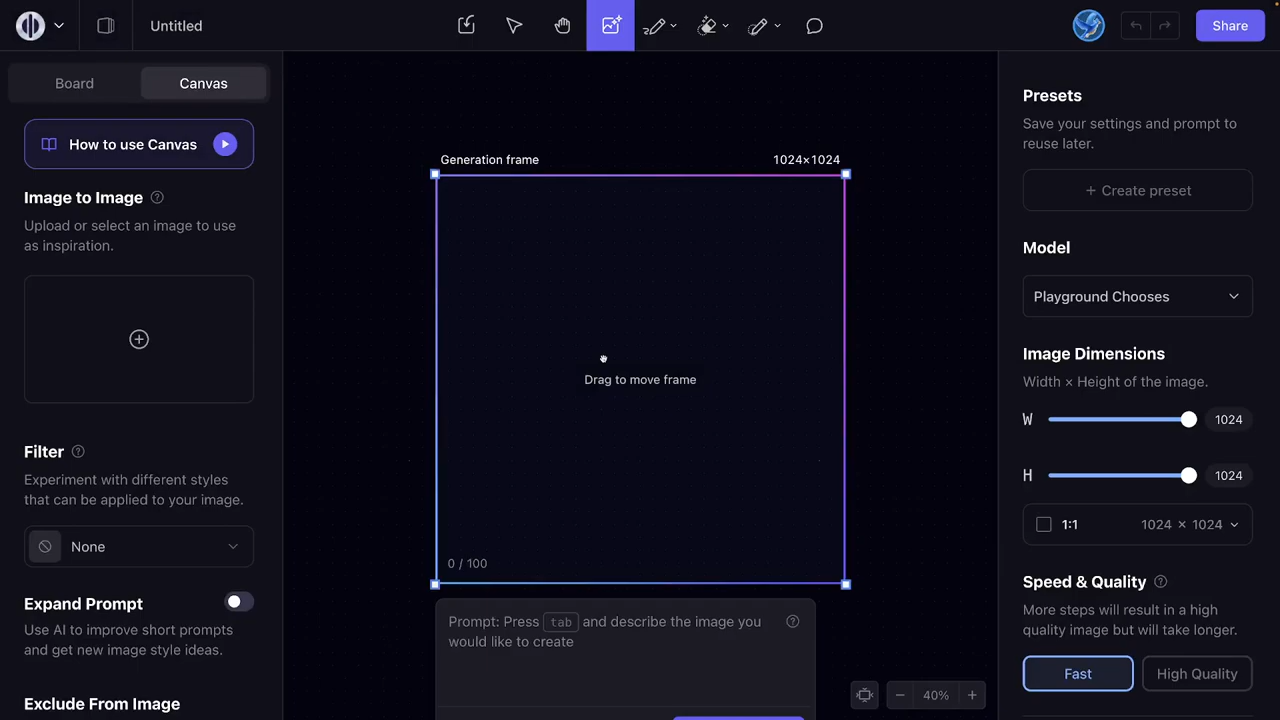 Untitled
Share
Board
Canvas
How to use Canvas
Image to Image
Upload or select an image to use
as inspiration.
Filter
Experiment with different styles
that can be applied to your image.
None
Expand Prompt
Use AI to improve short prompts
and get new image style ideas.
Exclude From Image
Generation frame
1024×1024
Drag to move frame
0 / 100
Prompt: Press tab and describe the image you
would like to create
40%
Presets
Save your settings and prompt to
reuse later.
+ Create preset
Model
Playground Chooses
Image Dimensions
Width × Height of the image.
W 1024
H 1024
1:1 1024 × 1024
Speed & Quality
More steps will result in a high
quality image but will take longer.
Fast
High Quality